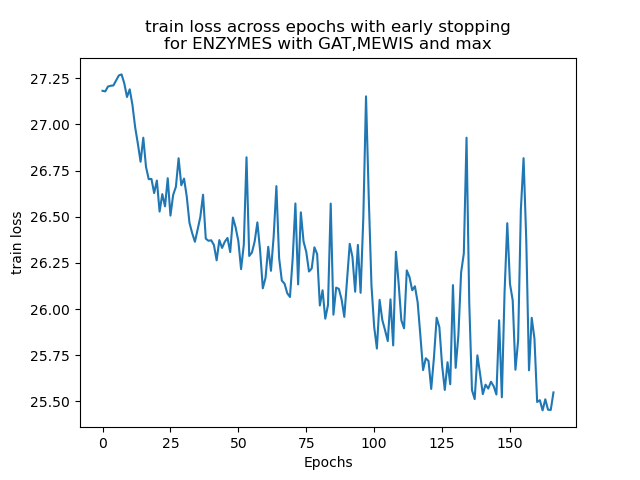 train loss across epochs with early stopping
for ENZYMES with GAT,MEWIS and max
27.25
27.00
26.75
26.50
26.25
26.00
25.75
25.50
train loss
0 25 50 75 100 125 150
Epochs